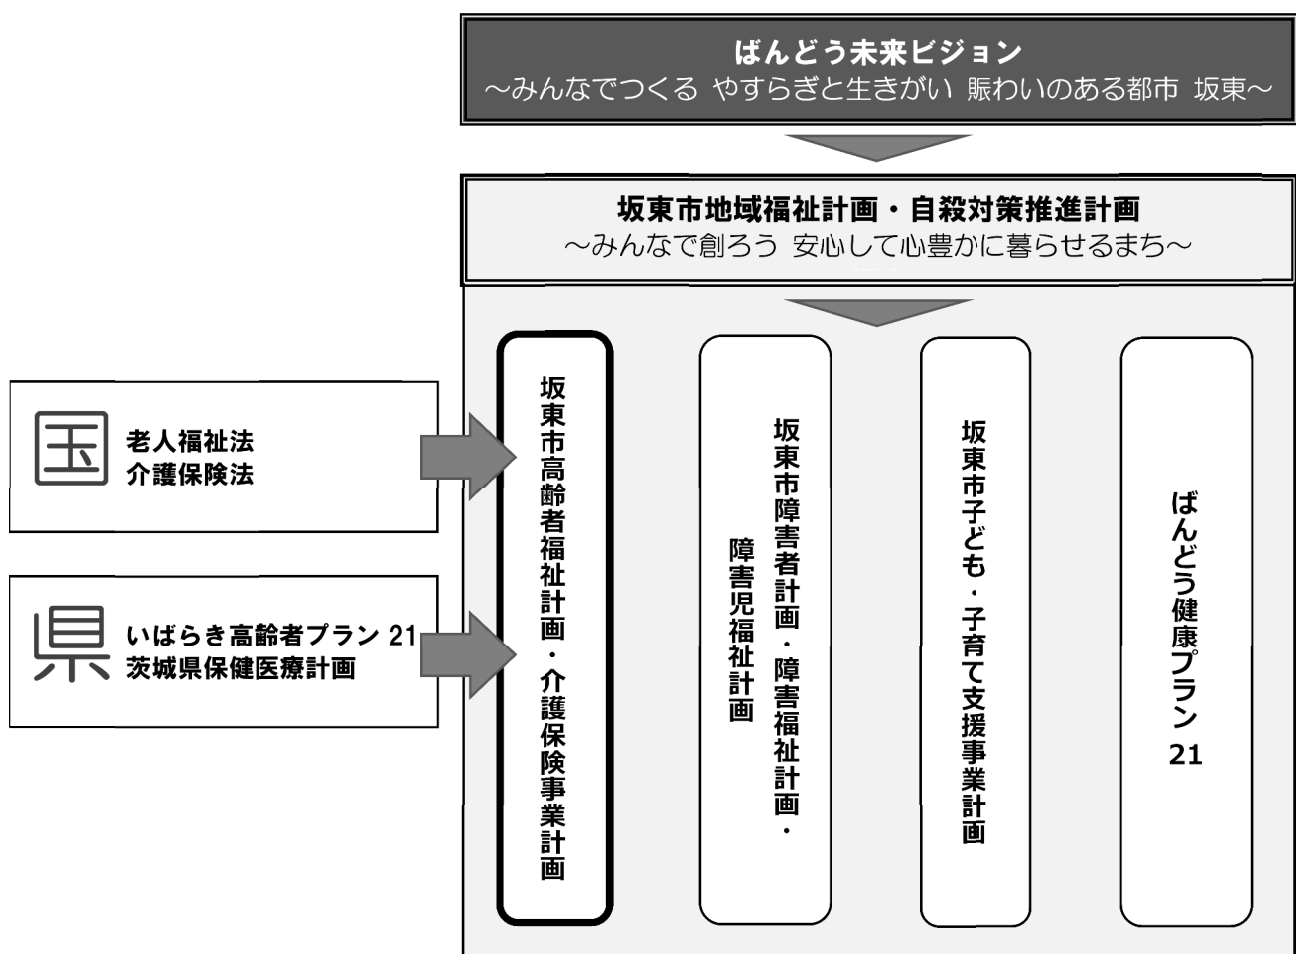 ばんどう未来ビジョン
～みんなでつくる やすらぎと生きがい 賑わいのある都市 坂東～
坂東市地域福祉計画・自殺対策推進計画
～みんなで創ろう 安心して心豊かに暮らせるまち～
国
老人福祉法
介護保険法
県
いばらき高齢者プラン 21
茨城県保健医療計画
坂東市高齢者福祉計画・介護保険事業計画
坂東市障害者計画・障害福祉計画・
障害児福祉計画
坂東市子ども・子育て支援事業計画
ばんどう健康プラン 21